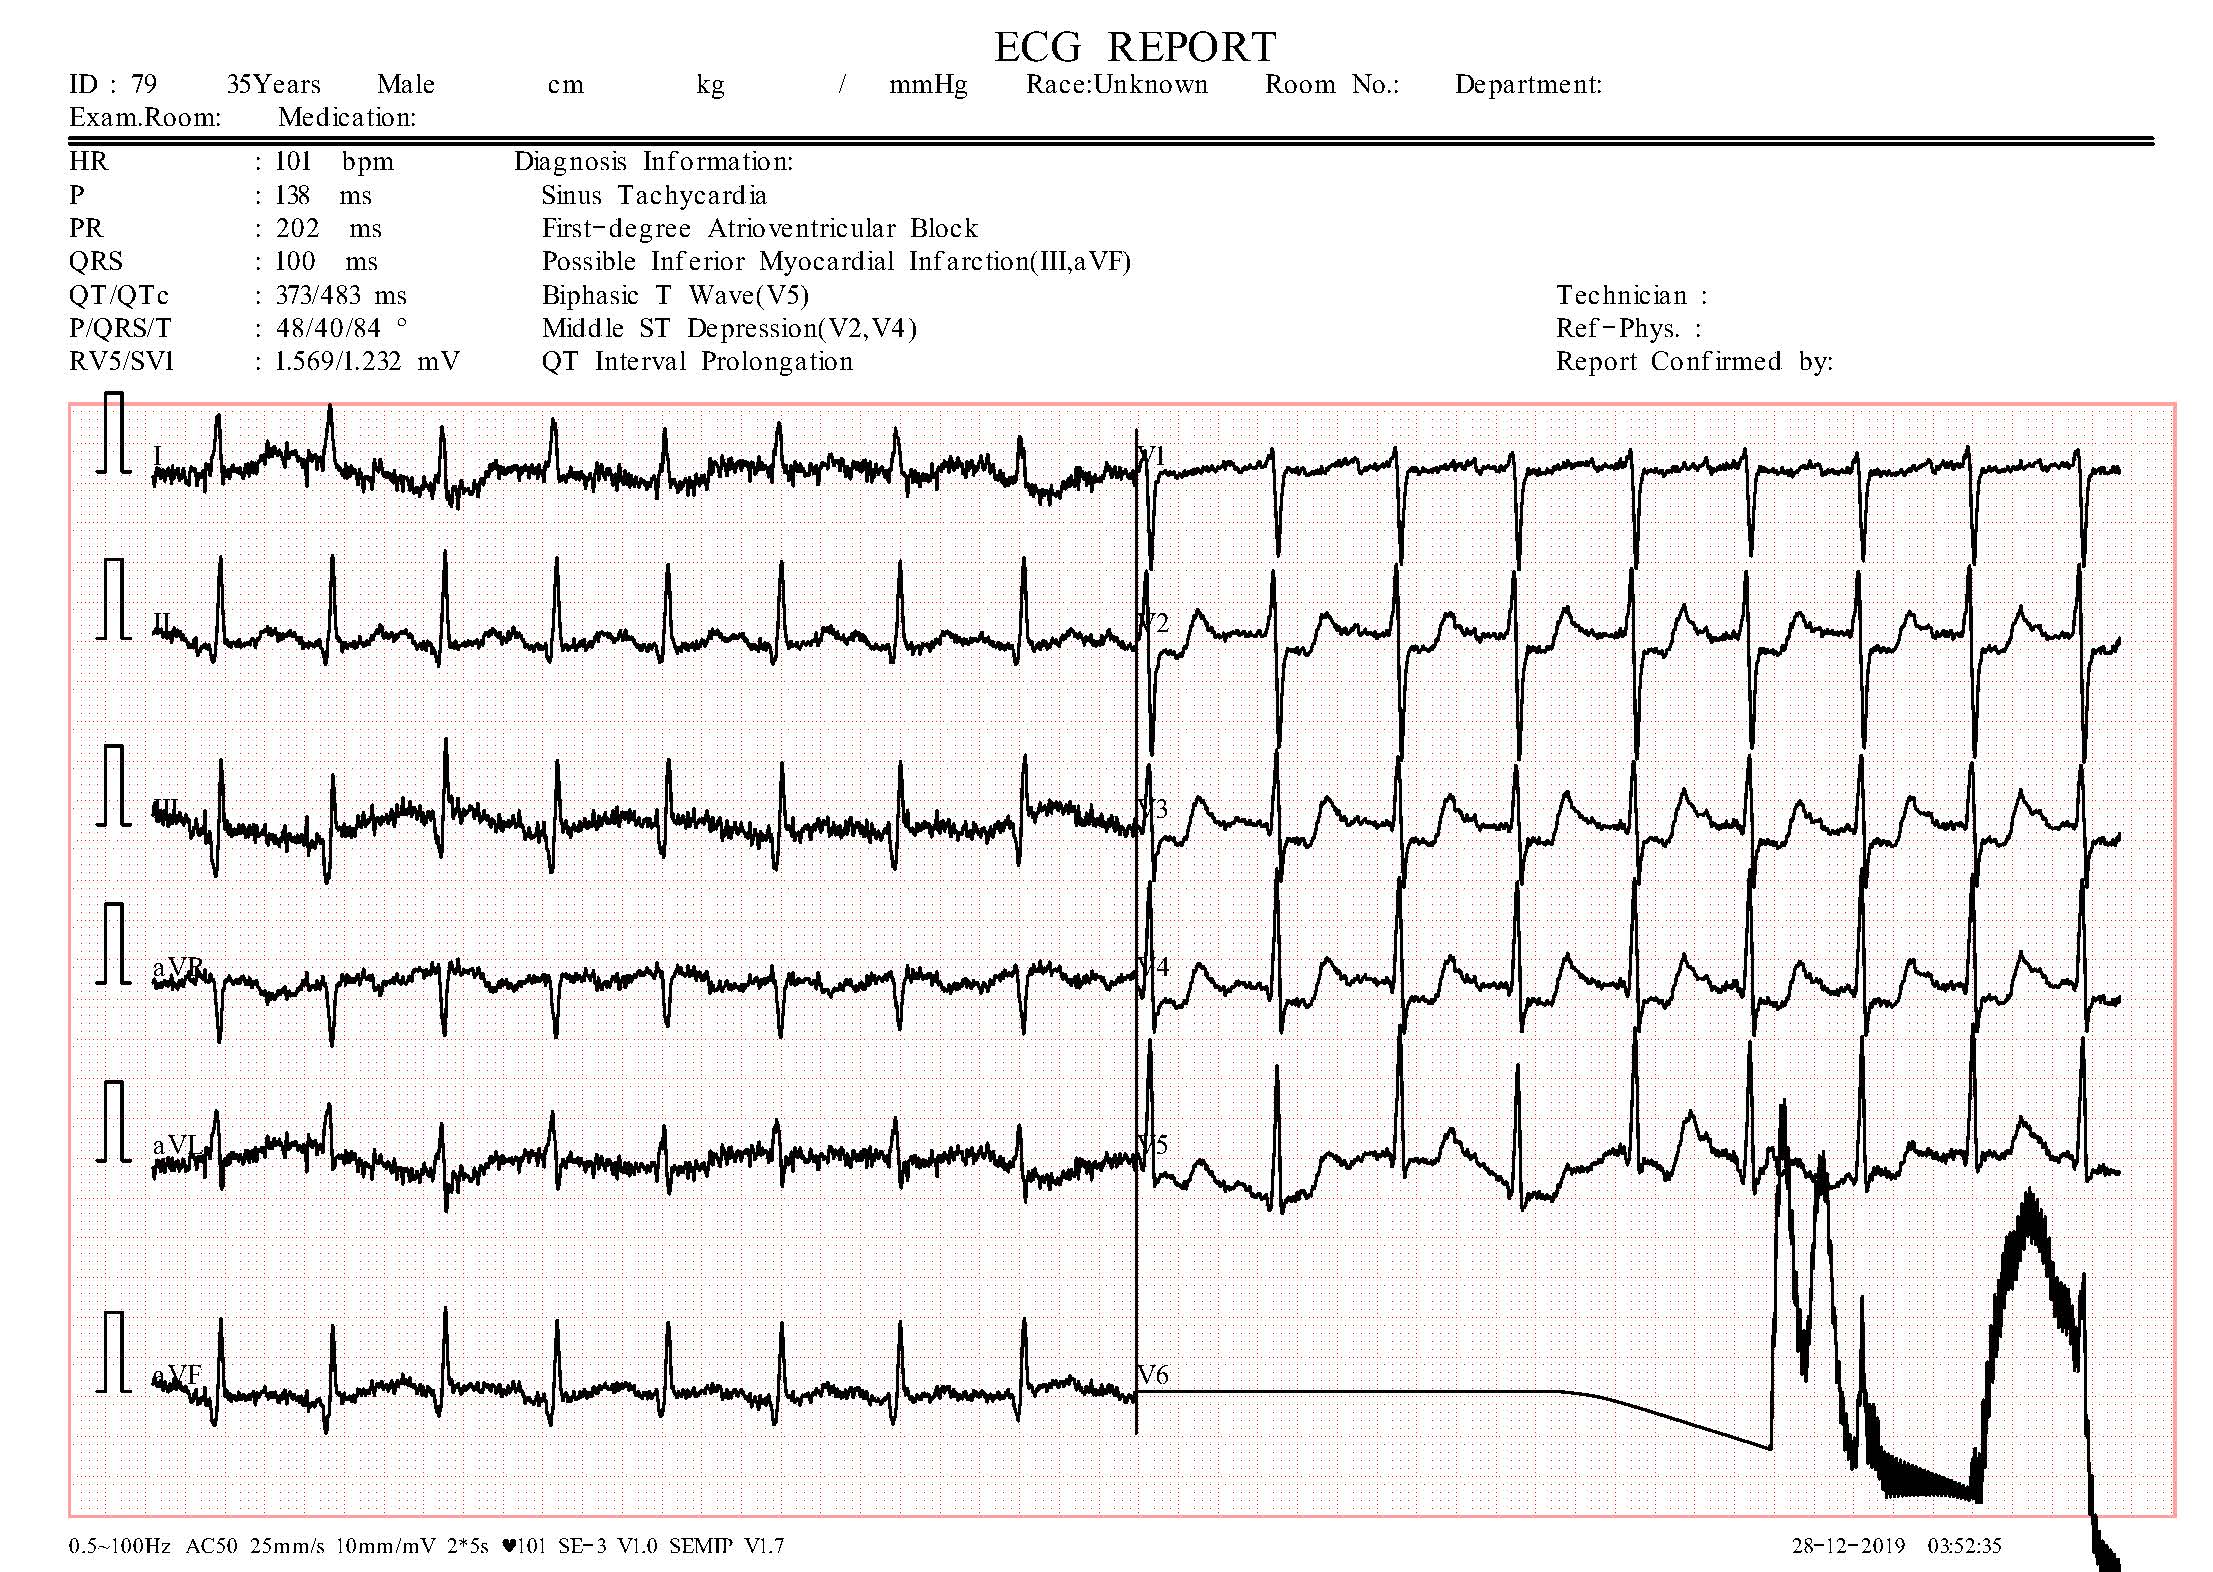 ECG REPORT
ID : 79 35Years Male cm kg / mmHg Race:Unknown Room No.: Department:
Exam.Room: Medication:
HR : 101 bpm Diagnosis Information:
P : 138 ms Sinus Tachycardia
PR : 202 ms First-degree Atrioventricular Block
QRS : 100 ms Possible Inferior Myocardial Infarction(III,aVF)
QT/QTc : 373/483 ms Biphasic T Wave(V5) Technician :
P/QRS/T : 48/40/84 ° Middle ST Depression(V2,V4) Ref-Phys. :
RV5/SV1 : 1.569/1.232 mV QT Interval Prolongation Report Confirmed by:
I V1
II V2
III V3
aVR V4
aVL V5
aVF V6
0.5~100Hz AC50 25mm/s 10mm/mV 2*5s ♥101 SE-3 V1.0 SEMIP V1.7 28-12-2019 03:52:35